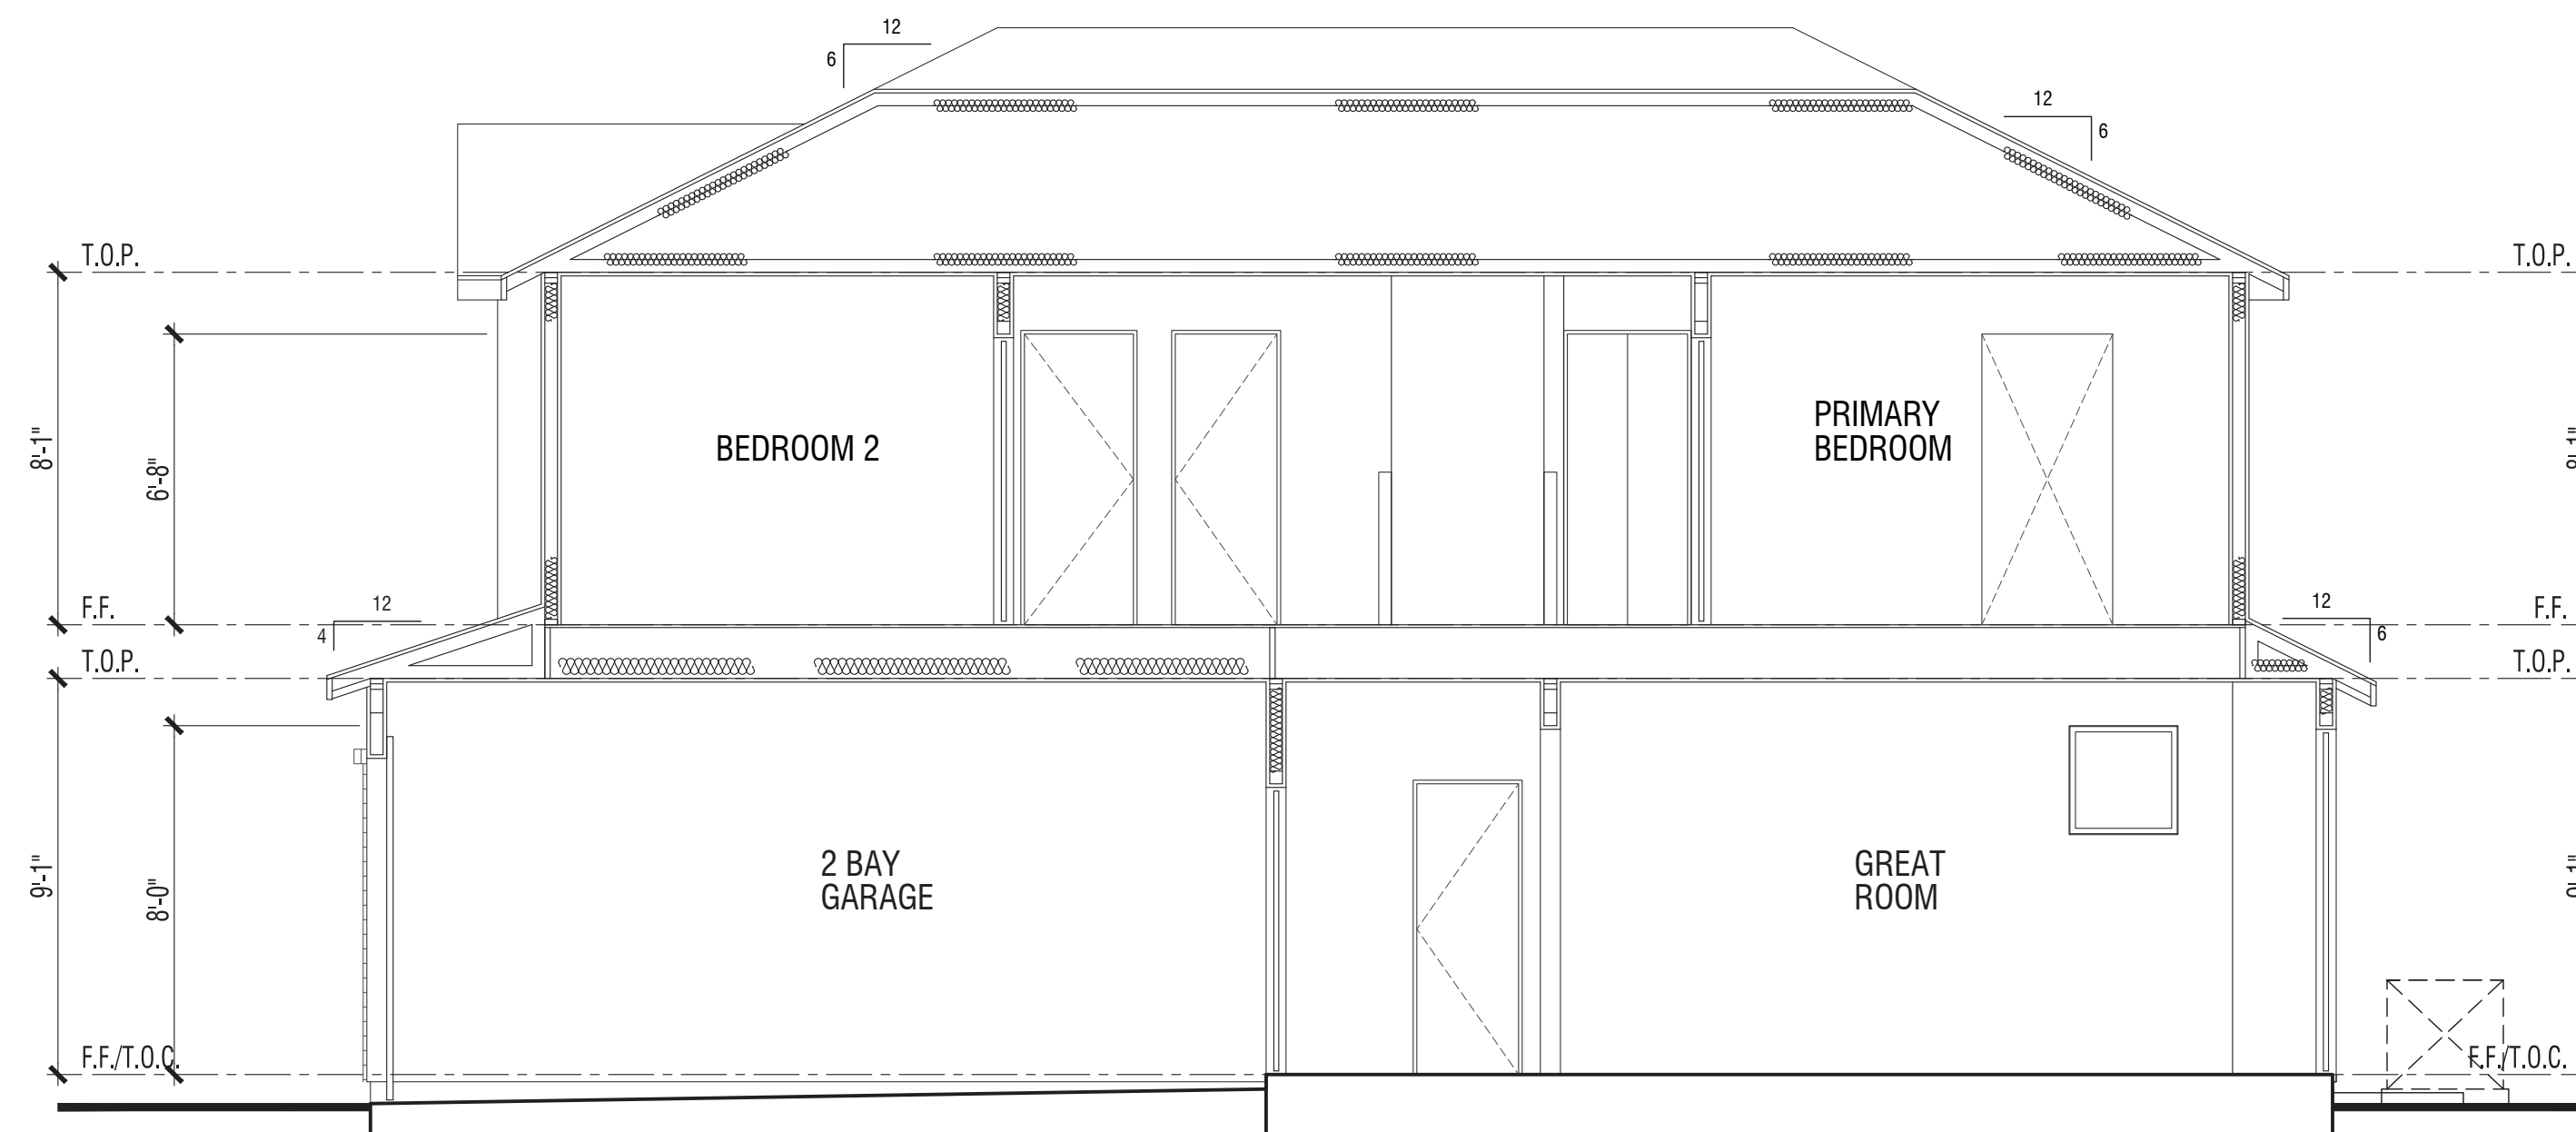 12
6
12
6
T.O.P.
T.O.P.
8'-1"
6'-8"
BEDROOM 2
PRIMARY
BEDROOM
12
4
F.F.
T.O.P.
12
6
F.F.
T.O.P.
9'-1"
8'-0"
2 BAY
GARAGE
GREAT
ROOM
F.F./T.O.C.
F.F./T.O.C.